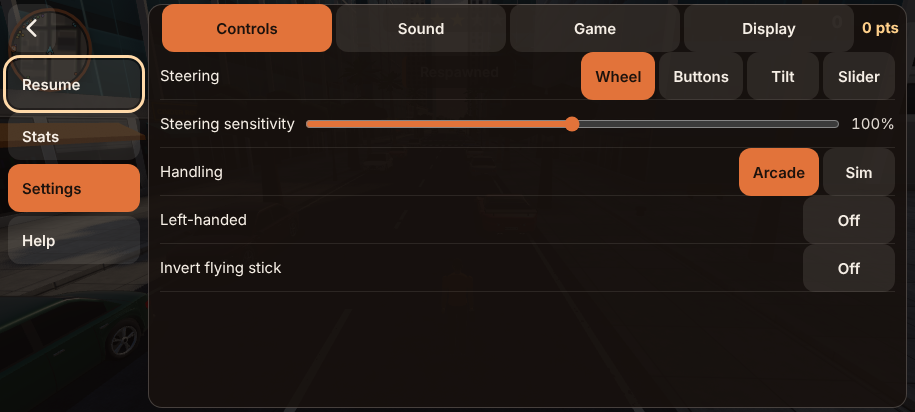 Controls Sound Game Display 0 pts
Resume
Stats
Settings
Help
Steering Wheel Buttons Tilt Slider
Steering sensitivity 100%
Handling Arcade Sim
Left-handed Off
Invert flying stick Off